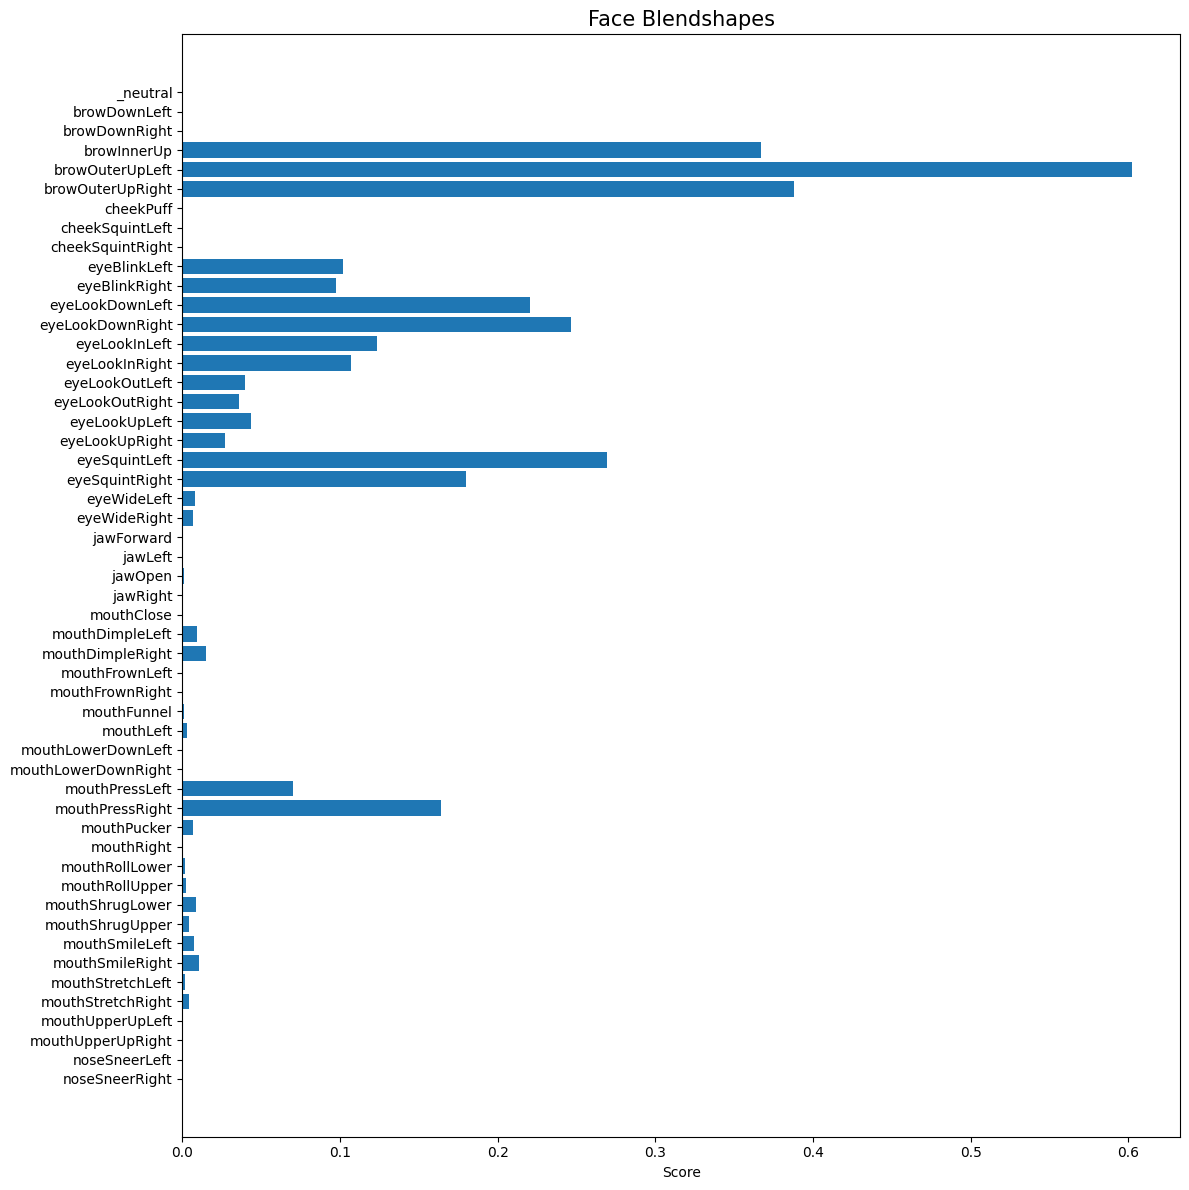 Face Blendshapes
_neutral
browDownLeft
browDownRight
browInnerUp
browOuterUpLeft
browOuterUpRight
cheekPuff
cheekSquintLeft
cheekSquintRight
eyeBlinkLeft
eyeBlinkRight
eyeLookDownLeft
eyeLookDownRight
eyeLookInLeft
eyeLookInRight
eyeLookOutLeft
eyeLookOutRight
eyeLookUpLeft
eyeLookUpRight
eyeSquintLeft
eyeSquintRight
eyeWideLeft
eyeWideRight
jawForward
jawLeft
jawOpen
jawRight
mouthClose
mouthDimpleLeft
mouthDimpleRight
mouthFrownLeft
mouthFrownRight
mouthFunnel
mouthLeft
mouthLowerDownLeft
mouthLowerDownRight
mouthPressLeft
mouthPressRight
mouthPucker
mouthRight
mouthRollLower
mouthRollUpper
mouthShrugLower
mouthShrugUpper
mouthSmileLeft
mouthSmileRight
mouthStretchLeft
mouthStretchRight
mouthUpperUpLeft
mouthUpperUpRight
noseSneerLeft
noseSneerRight
0.0 0.1 0.2 0.3 0.4 0.5 0.6
Score